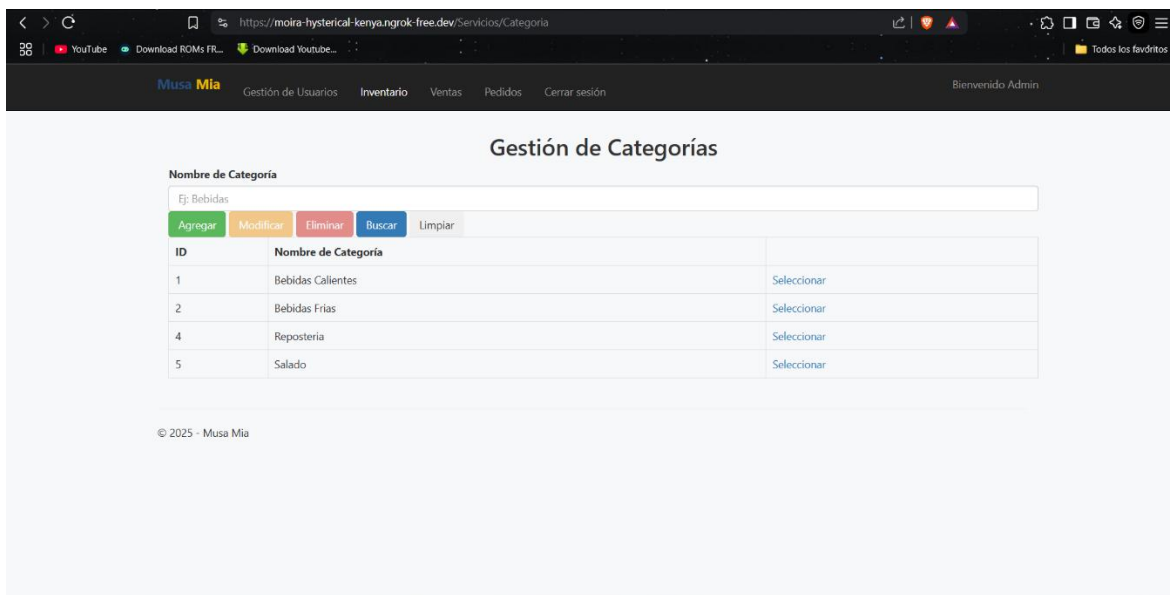 https://moira-hysterical-kenya.ngrok-free.dev/Servicios/Categoria
YouTube Download ROMs FR... Download Youtube... Todos los favoritos
Musa Mia Gestión de Usuarios Inventario Ventas Pedidos Cerrar sesión Bienvenido Admin
Gestión de Categorías
Nombre de Categoría
Ej: Bebidas
Agregar Modificar Eliminar Buscar Limpiar
ID Nombre de Categoría
1 Bebidas Calientes Seleccionar
2 Bebidas Frias Seleccionar
4 Reposteria Seleccionar
5 Salado Seleccionar
© 2025 - Musa Mia